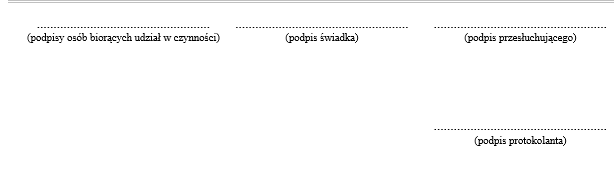 (podpisy osób biorących udział w czynności) (podpis świadka) (podpis przesłuchującego)
(podpis protokolanta)